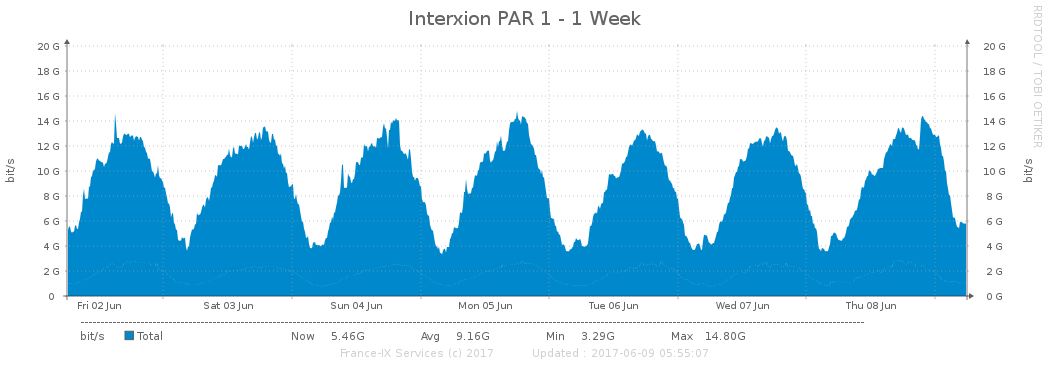 Interxion PAR 1 - 1 Week
RRDTOOL / TOBI OETIKER
bit/s
bit/s
20 G 20 G
18 G 18 G
16 G 16 G
14 G 14 G
12 G 12 G
10 G 10 G
8 G 8 G
6 G 6 G
4 G 4 G
2 G 2 G
0 0 G
Fri 02 Jun Sat 03 Jun Sun 04 Jun Mon 05 Jun Tue 06 Jun Wed 07 Jun Thu 08 Jun
bit/s Total Now 5.46G Avg 9.16G Min 3.29G Max 14.80G
France-IX Services (c) 2017 Updated : 2017-06-09 05:55:07